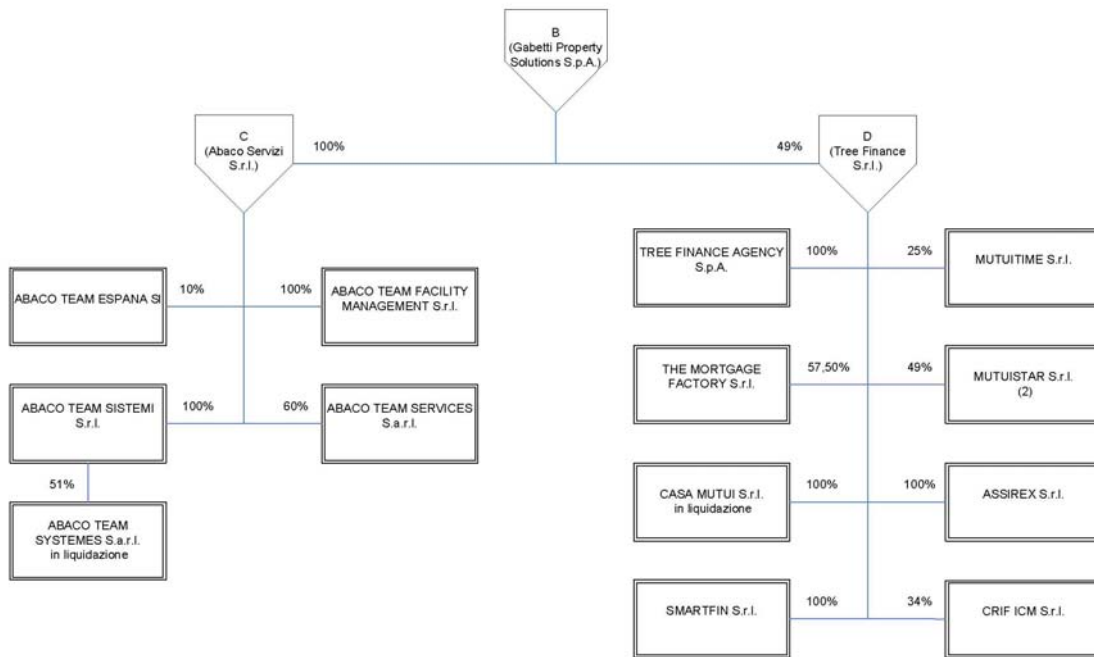 B
(Gabetti Property
Solutions S.p.A.)
C
(Abaco Servizi
S.r.l.)
100%
49%
D
(Tree Finance
S.r.l.)
ABACO TEAM ESPANA Sl
10%
100%
ABACO TEAM FACILITY
MANAGEMENT S.r.l.
ABACO TEAM SISTEMI
S.r.l.
100%
60%
ABACO TEAM SERVICES
S.a.r.l.
51%
ABACO TEAM
SYSTEMES S.a.r.l.
in liquidazione
TREE FINANCE AGENCY
S.p.A.
100%
25%
MUTUITIME S.r.l.
THE MORTGAGE
FACTORY S.r.l.
57,50%
49%
MUTUISTAR S.r.l.
(2)
CASA MUTUI S.r.l.
in liquidazione
100%
100%
ASSIREX S.r.l.
SMARTFIN S.r.l.
100%
34%
CRIF ICM S.r.l.